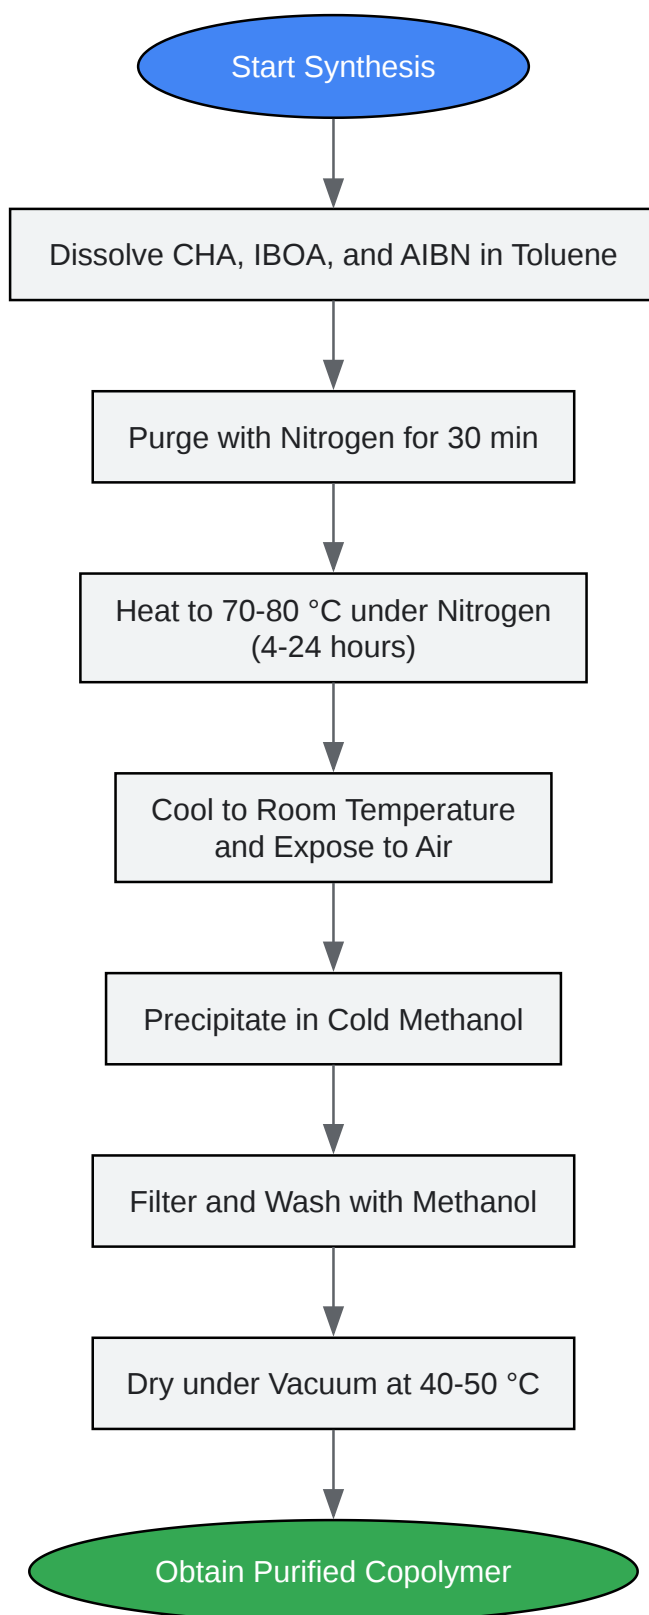 Start Synthesis
Dissolve CHA, IBOA, and AIBN in Toluene
Purge with Nitrogen for 30 min
Heat to 70-80 °C under Nitrogen
(4-24 hours)
Cool to Room Temperature
and Expose to Air
Precipitate in Cold Methanol
Filter and Wash with Methanol
Dry under Vacuum at 40-50 °C
Obtain Purified Copolymer